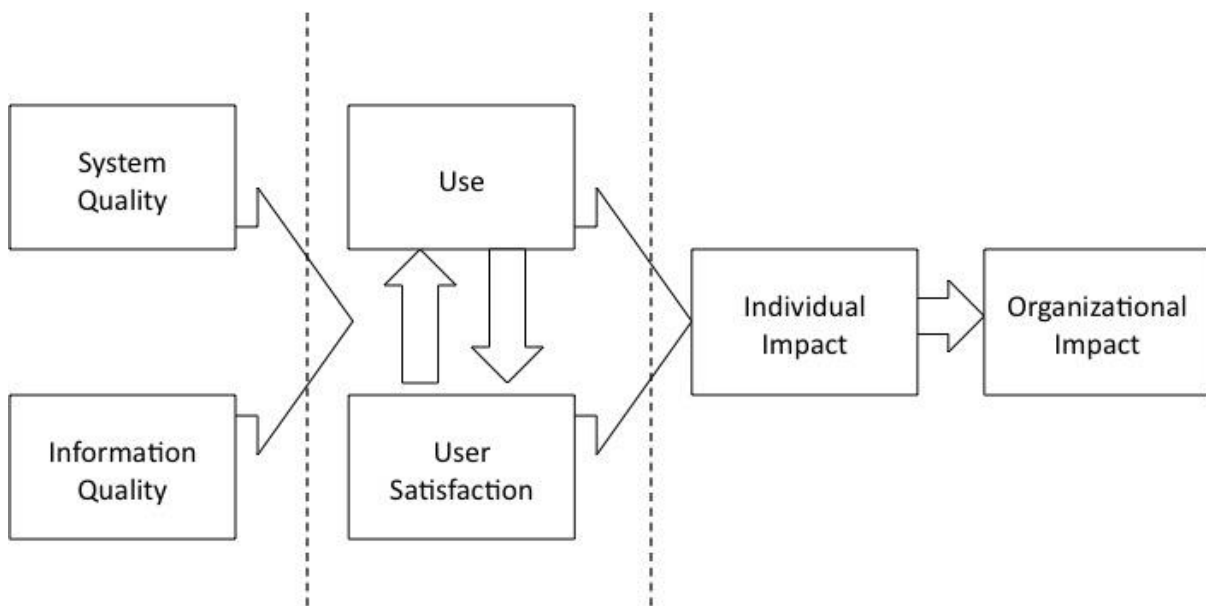 System
Quality
Use
Information
Quality
User
Satisfaction
Individual
Impact
Organizational
Impact